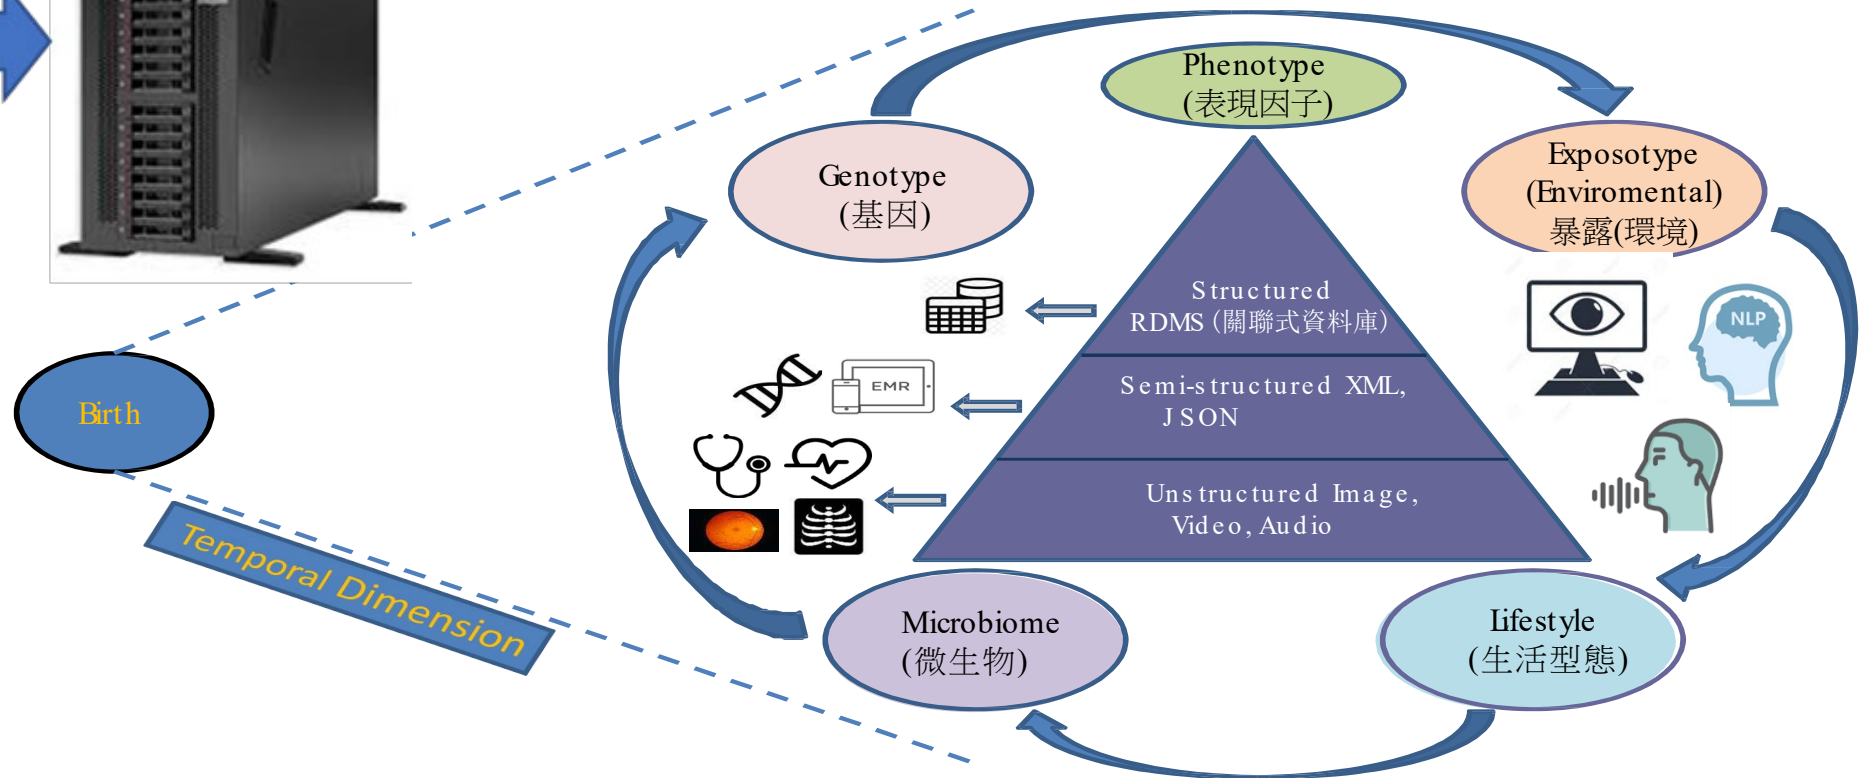 Phenotype
(表現因子)
Genotype
(基因)
Exposotype
(Enviromental)
暴露(環境)
Structured
RDMS (關聯式資料庫)
NLP
Semi-structured XML,
JSON
EMR
Birth
Unstructured Image,
Video, Audio
Temporal Dimension
Microbiome
(微生物)
Lifestyle
(生活型態)